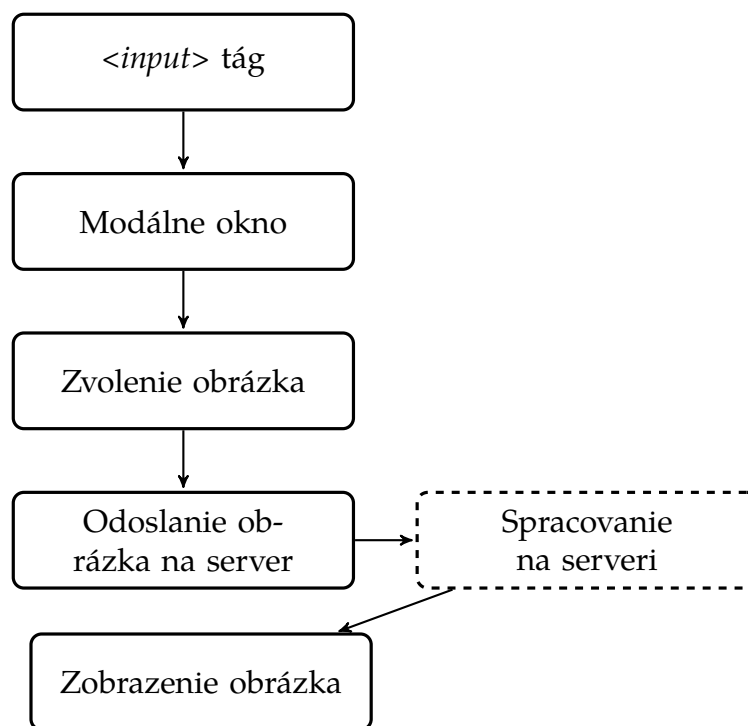 <input> tág
Modálne okno
Zvolenie obrázka
Odoslanie ob-
rázka na server
Spracovanie
na serveri
Zobrazenie obrázka